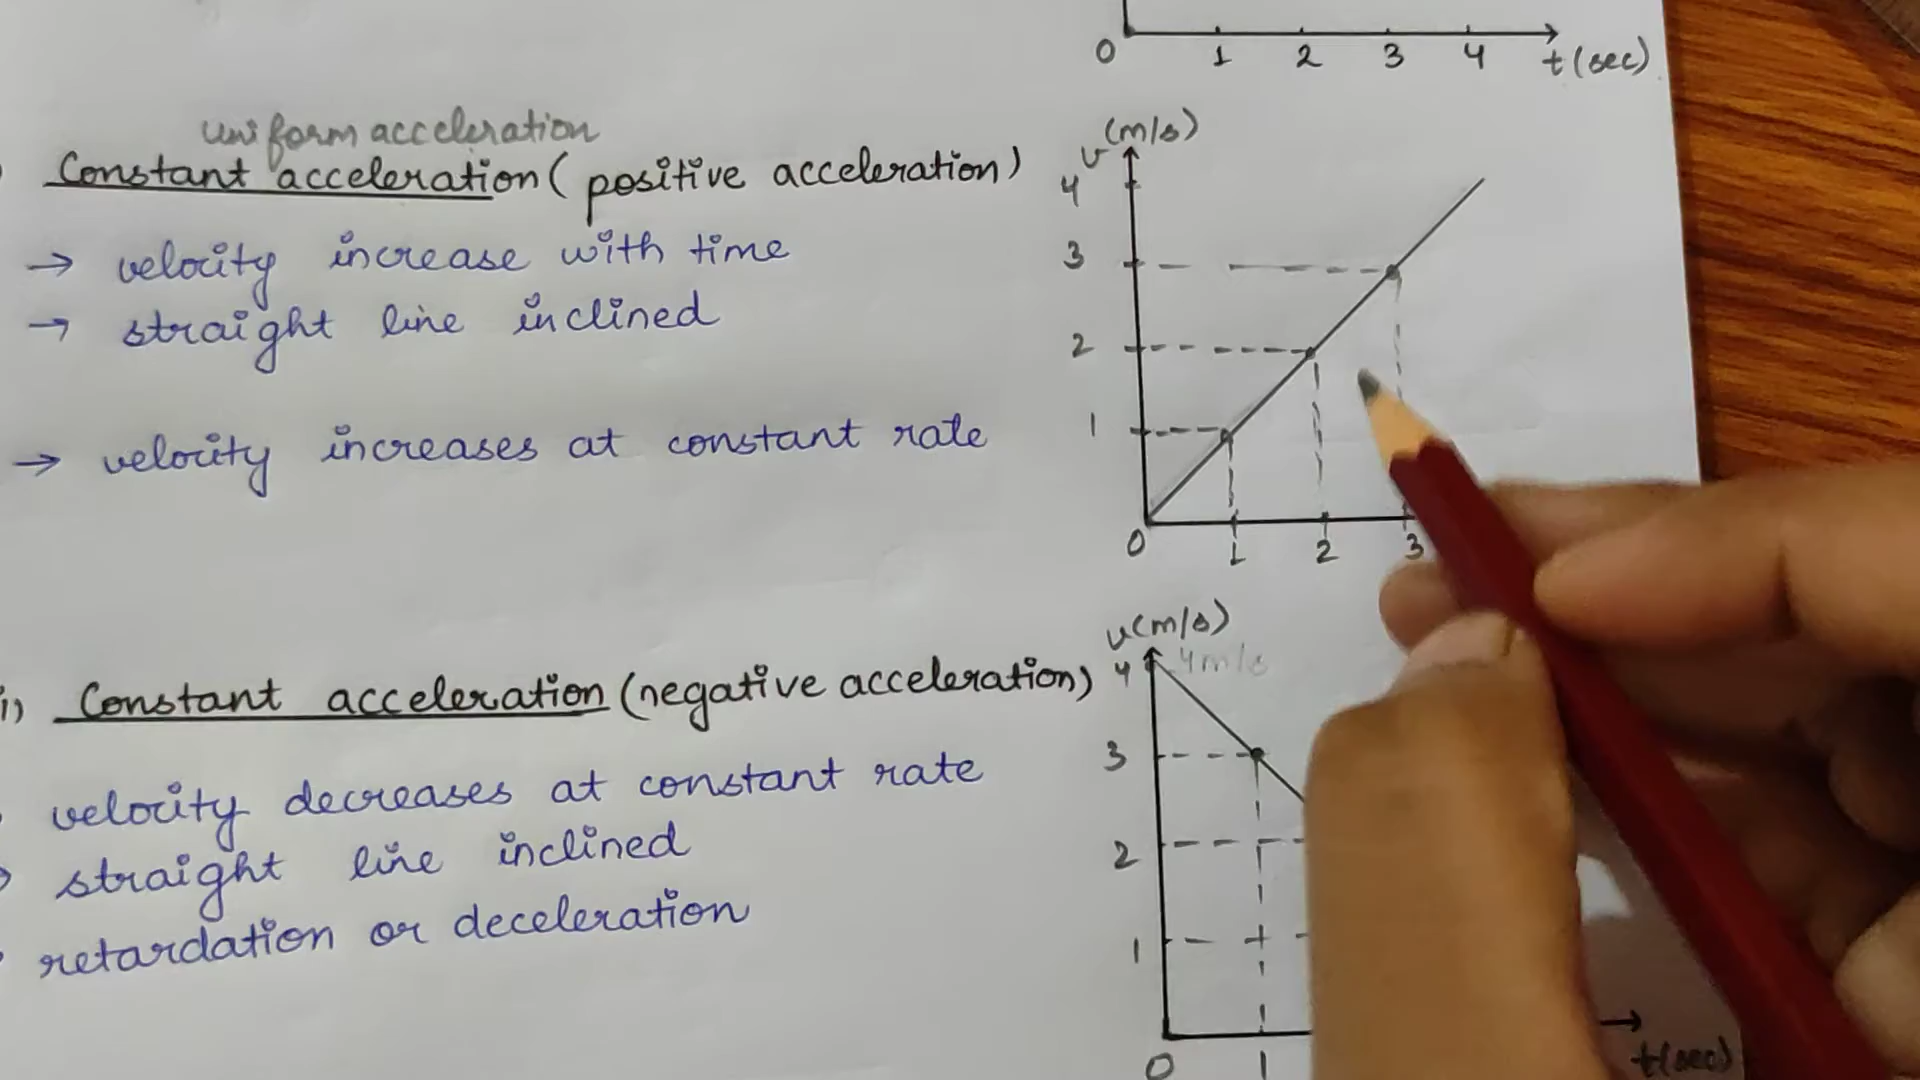 0 1 2 3 4 t(sec)
uniform acceleration
Constant acceleration (positive acceleration)
→ velocity increase with time
→ straight line inclined
→ velocity increases at constant rate
v(m/s)
4
3
2
1
0 1 2 3
i) Constant acceleration (negative acceleration)
velocity decreases at constant rate
straight line inclined
retardation or deceleration
v(m/s)
4 4m/s
3
2
1
0 1 t(sec)